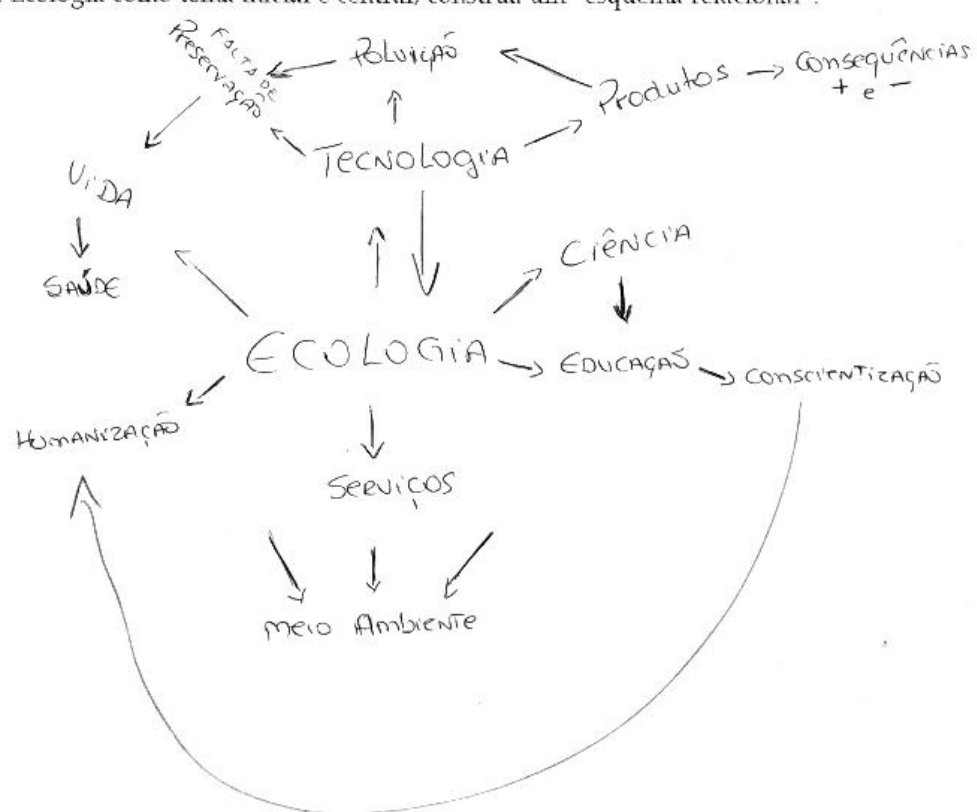 Ecologia como tema inicial e central, construa um "esquema relacional".
FALTA DE
Preservação
Poluição
Produtos
Consequências
+ e -
Tecnologia
Vida
Saúde
Ciência
ECOLOGIA
EDUCAÇÃO
CONSCIENTIZAÇÃO
HUMANIZAÇÃO
Serviços
Meio Ambiente